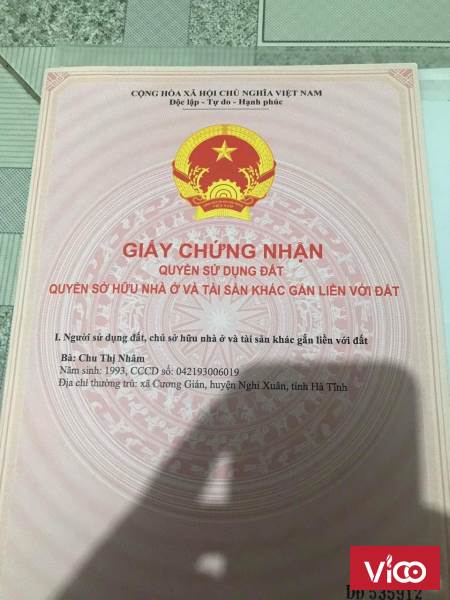 CỘNG HÒA XÃ HỘI CHỦ NGHĨA VIỆT NAM
Độc lập - Tự do - Hạnh phúc
GIẤY CHỨNG NHẬN
QUYỀN SỬ DỤNG ĐẤT
QUYỀN SỞ HỮU NHÀ Ở VÀ TÀI SẢN KHÁC GẮN LIỀN VỚI ĐẤT
I. Người sử dụng đất, chủ sở hữu nhà ở và tài sản khác gắn liền với đất
Bà: Chu Thị Nhâm
Năm sinh: 1993, CCCD số: 042193006019
Địa chỉ thường trú: xã Cương Gián, huyện Nghi Xuân, tỉnh Hà Tĩnh
535912
Vico